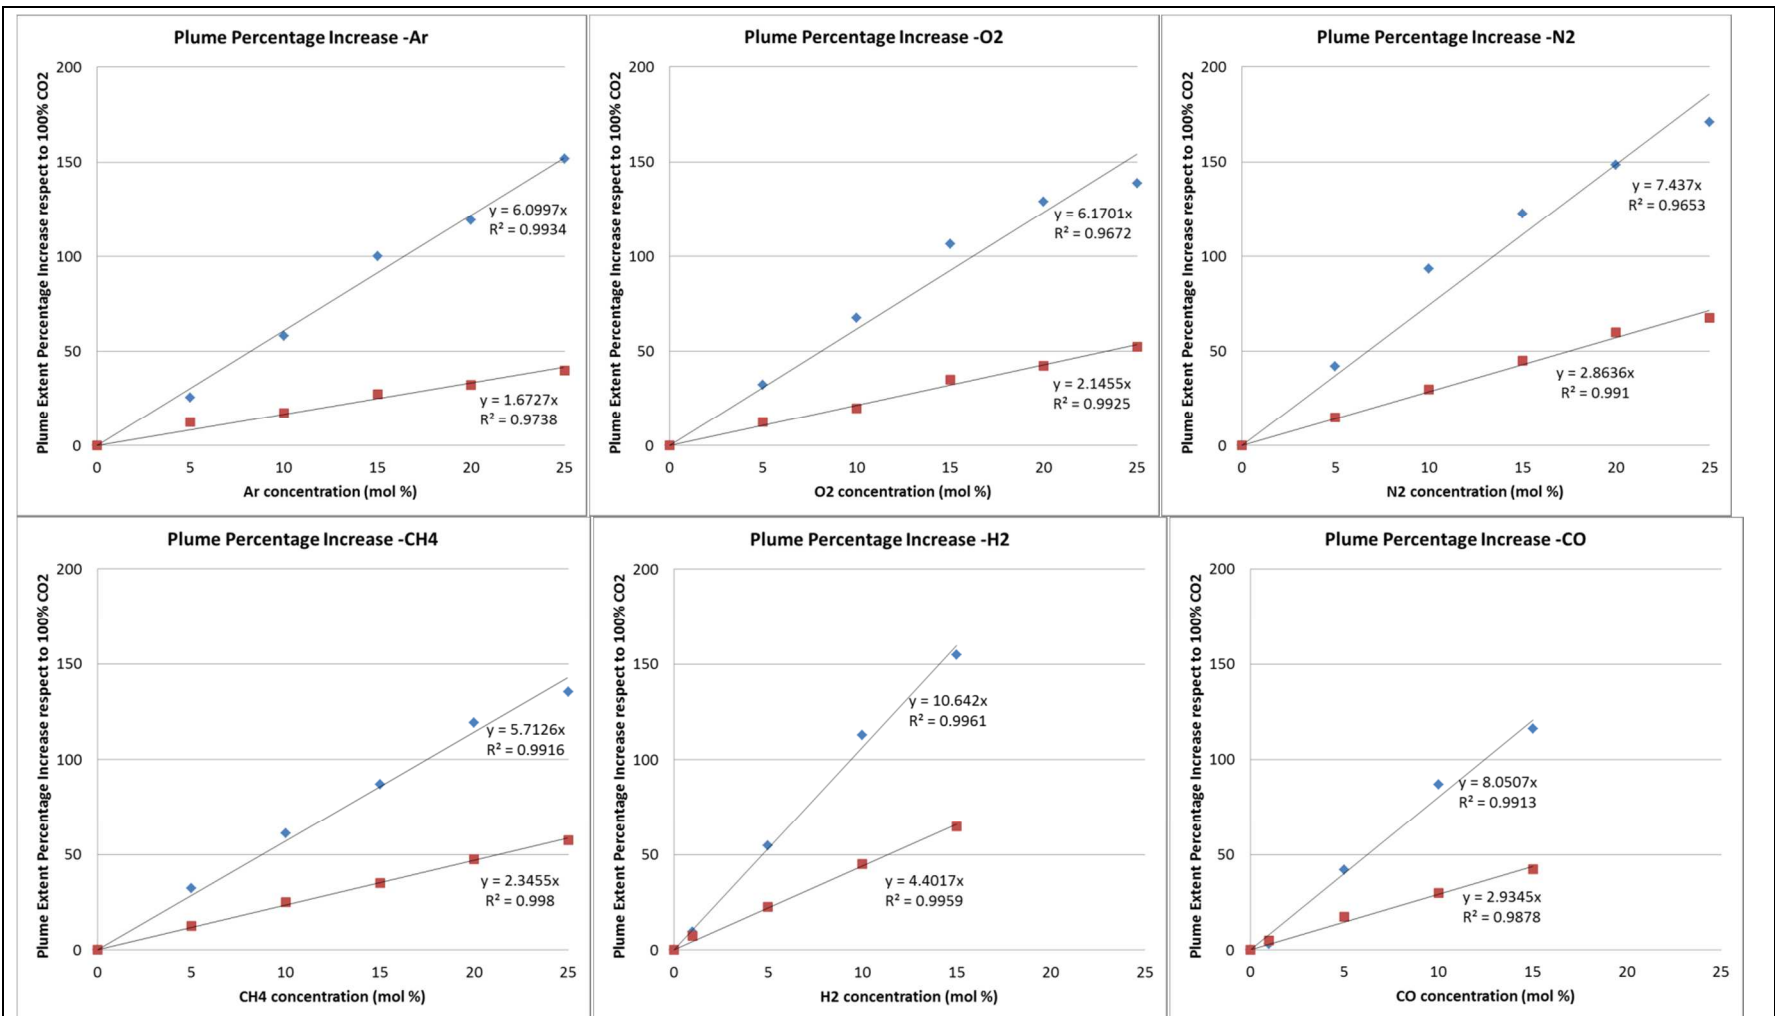 Plume Percentage Increase -Ar
Plume Extent Percentage Increase respect to 100% CO2
200
150
100
50
0
y = 6.0997x
R² = 0.9934
y = 1.6727x
R² = 0.9738
0 5 10 15 20 25
Ar concentration (mol %)
Plume Percentage Increase -O2
Plume Extent Percentage Increase respect to 100% CO2
200
150
100
50
0
y = 6.1701x
R² = 0.9672
y = 2.1455x
R² = 0.9925
0 5 10 15 20 25
O2 concentration (mol %)
Plume Percentage Increase -N2
Plume Extent Percentage Increase respect to 100% CO2
200
150
100
50
0
y = 7.437x
R² = 0.9653
y = 2.8636x
R² = 0.991
0 5 10 15 20 25
N2 concentration (mol %)
Plume Percentage Increase -CH4
Plume Extent Percentage Increase respect to 100% CO2
200
150
100
50
0
y = 5.7126x
R² = 0.9916
y = 2.3455x
R² = 0.998
0 5 10 15 20 25
CH4 concentration (mol %)
Plume Percentage Increase -H2
Plume Extent Percentage Increase respect to 100% CO2
200
150
100
50
0
y = 10.642x
R² = 0.9961
y = 4.4017x
R² = 0.9959
0 5 10 15 20 25
H2 concentration (mol %)
Plume Percentage Increase -CO
Plume Extent Percentage Increase respect to 100% CO2
200
150
100
50
0
y = 8.0507x
R² = 0.9913
y = 2.9345x
R² = 0.9878
0 5 10 15 20 25
CO concentration (mol %)